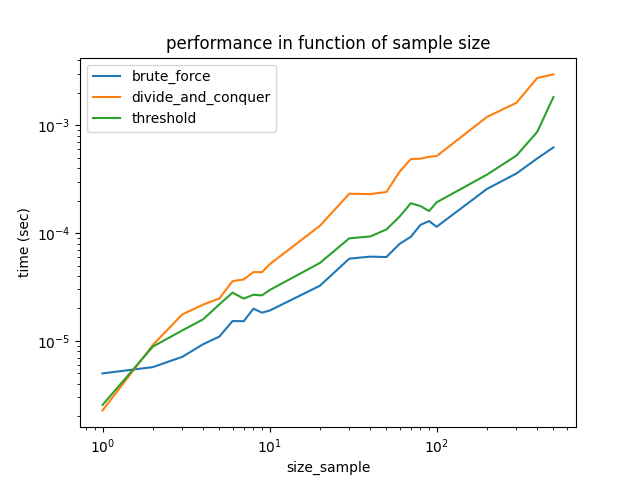 performance in function of sample size
brute_force
divide_and_conquer
threshold
time (sec)
10⁻³
10⁻⁴
10⁻⁵
10⁰
10¹
10²
size_sample